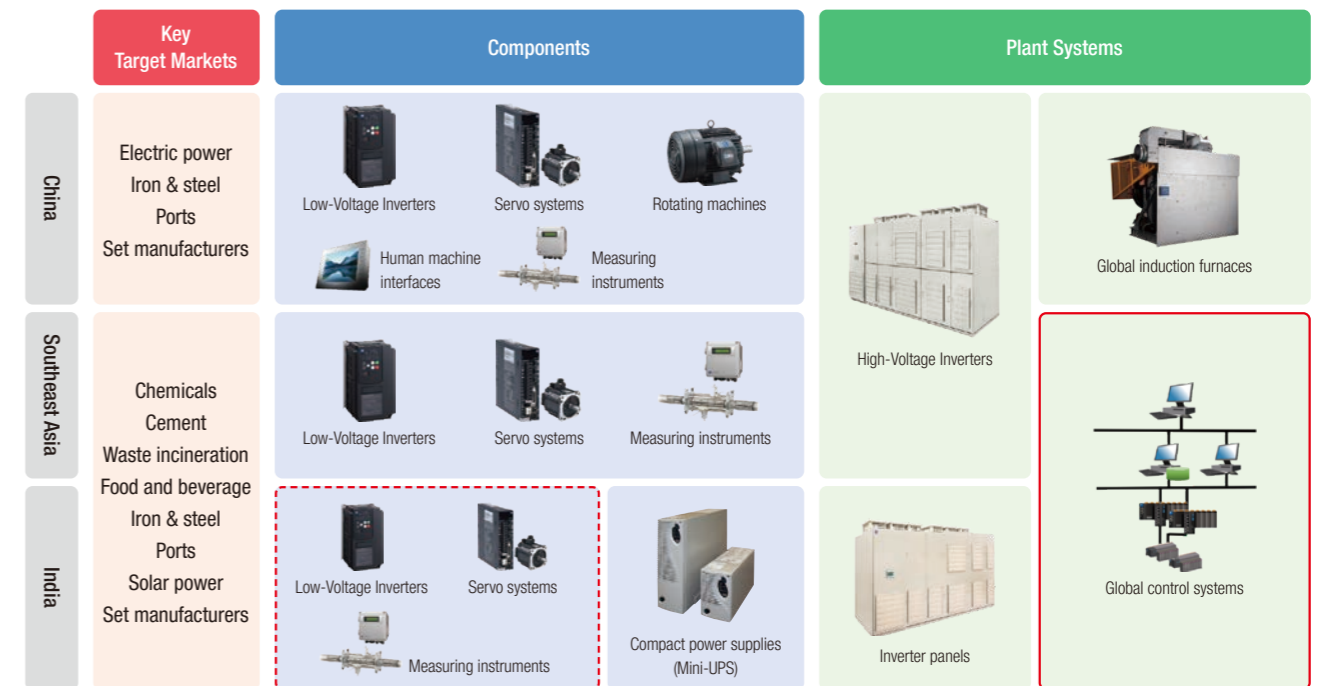 Key
Target Markets
Components
Plant Systems
China
Electric power
Iron & steel
Ports
Set manufacturers
Low-Voltage Inverters
Servo systems
Rotating machines
Human machine
interfaces
Measuring
instruments
High-Voltage Inverters
Global induction furnaces
Southeast Asia
Chemicals
Cement
Waste incineration
Food and beverage
Iron & steel
Ports
Solar power
Set manufacturers
Low-Voltage Inverters
Servo systems
Measuring instruments
Global control systems
India
Low-Voltage Inverters
Servo systems
Measuring instruments
Compact power supplies
(Mini-UPS)
Inverter panels